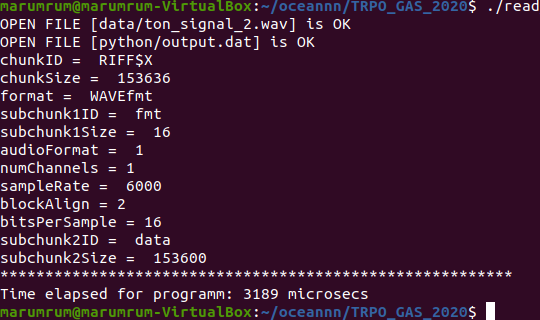 marumrum@marumrum-VirtualBox:~/oceannn/TRPO_GAS_2020$ ./read
OPEN FILE [data/ton_signal_2.wav] is OK
OPEN FILE [python/output.dat] is OK
chunkID =  RIFF$X
chunkSize =  153636
format =  WAVEfmt
subchunk1ID =  fmt
subchunk1Size =  16
audioFormat =  1
numChannels = 1
sampleRate =  6000
blockAlign = 2
bitsPerSample = 16
subchunk2ID =  data
subchunk2Size =  153600
*********************************************************
Time elapsed for programm: 3189 microsecs
marumrum@marumrum-VirtualBox:~/oceannn/TRPO_GAS_2020$